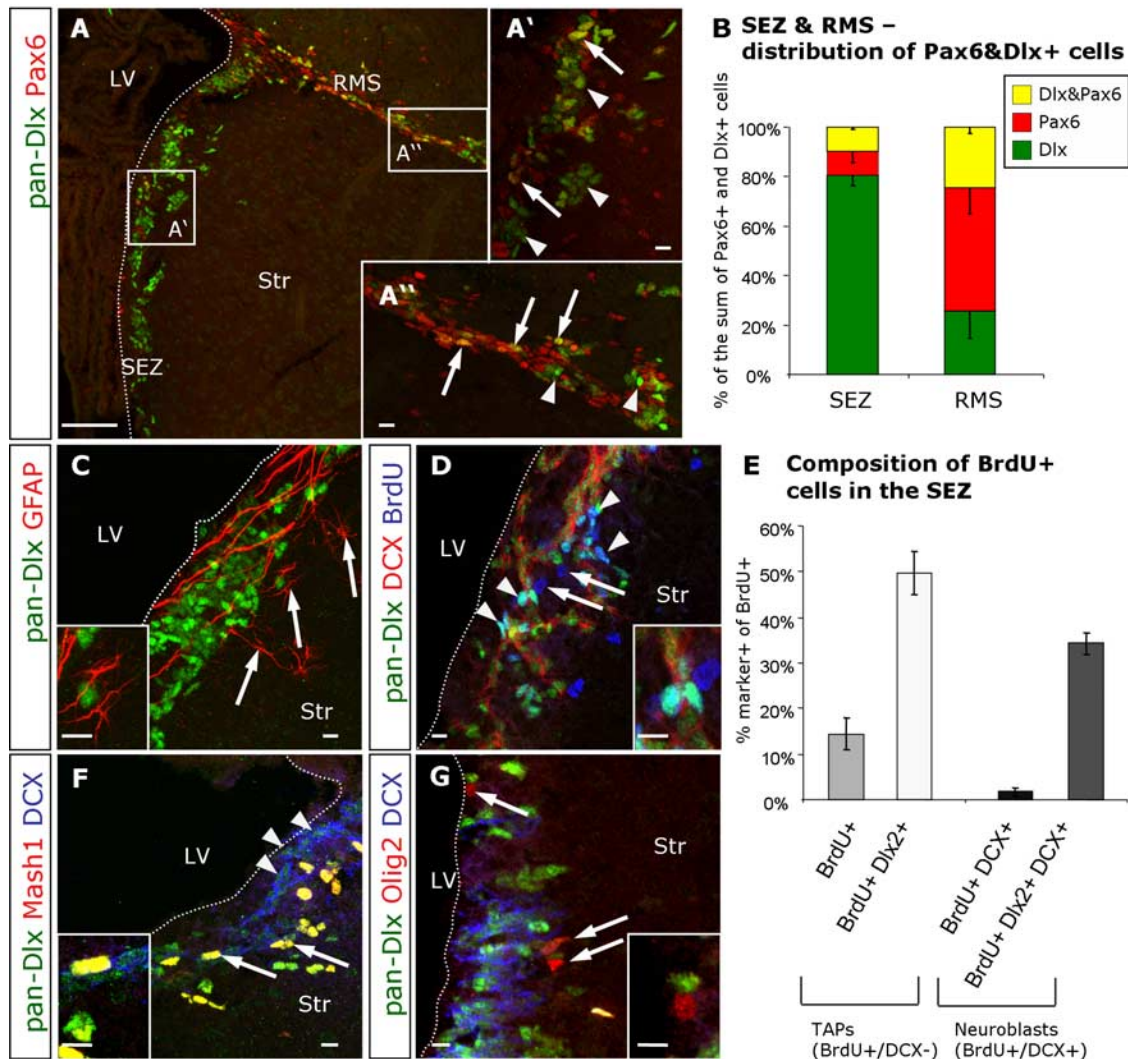 pan-Dlx Pax6
A
LV
RMS
A''
A'
Str
SEZ
A'
A''
B SEZ & RMS –
distribution of Pax6&Dlx+ cells
Dlx&Pax6
Pax6
Dlx
% of the sum of Pax6+ and Dlx+ cells
100%
80%
60%
40%
20%
0%
SEZ
RMS
pan-Dlx GFAP
C
LV
Str
pan-Dlx DCX BrdU
D
LV
Str
E Composition of BrdU+
cells in the SEZ
% marker+ of BrdU+
60%
50%
40%
30%
20%
10%
0%
BrdU+
BrdU+ Dlx2+
BrdU+ DCX+
BrdU+ Dlx2+ DCX+
TAPs
(BrdU+/DCX-)
Neuroblasts
(BrdU+/DCX+)
pan-Dlx Mash1 DCX
F
LV
Str
pan-Dlx Olig2 DCX
G
LV
Str